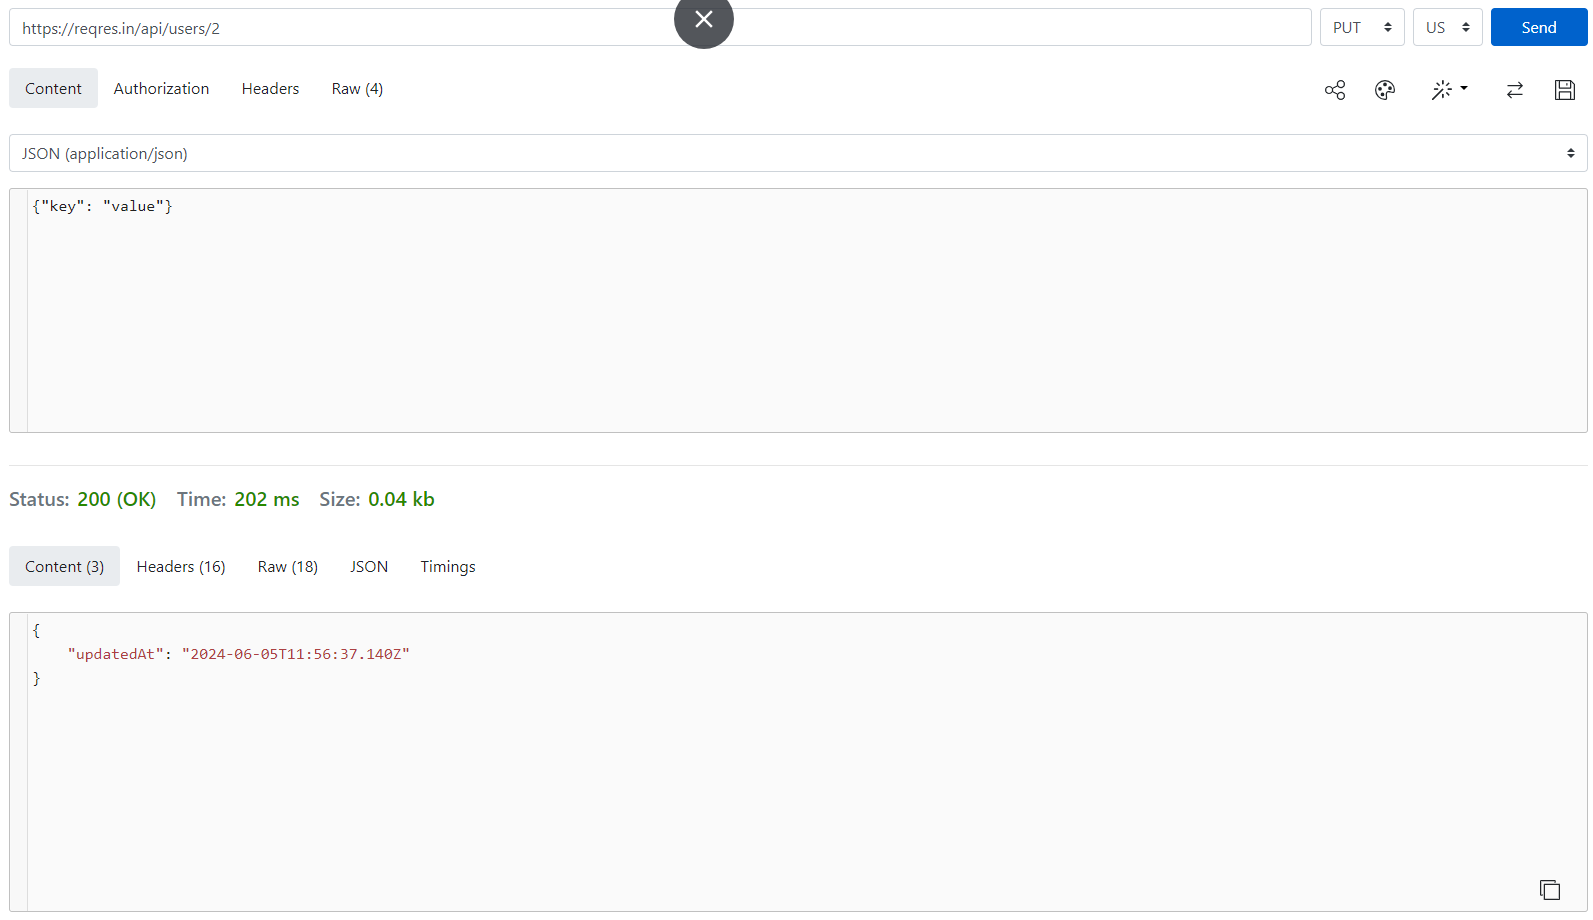 https://reqres.in/api/users/2
PUT
US
Send
Content
Authorization
Headers
Raw (4)
JSON (application/json)
{"key": "value"}
Status: 200 (OK) Time: 202 ms Size: 0.04 kb
Content (3)
Headers (16)
Raw (18)
JSON
Timings
{
"updatedAt": "2024-06-05T11:56:37.140Z"
}